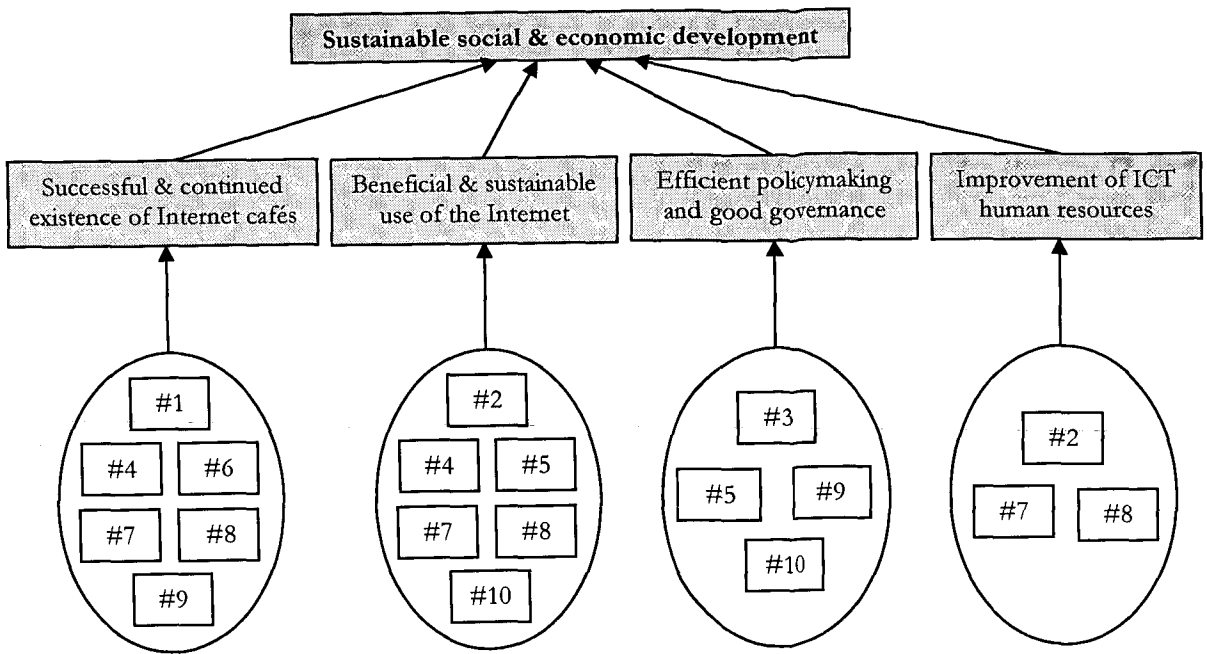 Sustainable social & economic development
Successful & continued
existence of Internet cafés
Beneficial & sustainable
use of the Internet
Efficient policymaking
and good governance
Improvement of ICT
human resources
#1
#4 #6
#7 #8
#9
#2
#4 #5
#7 #8
#10
#3
#5 #9
#10
#2
#7 #8